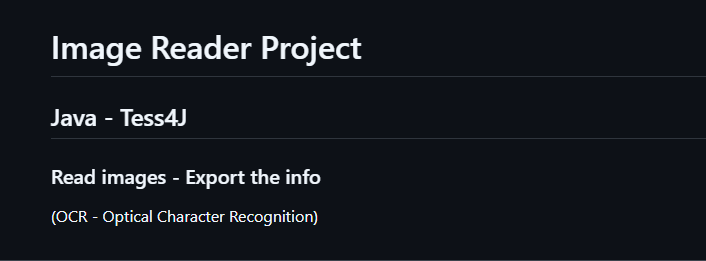 Image Reader Project
Java - Tess4J
Read images - Export the info
(OCR - Optical Character Recognition)